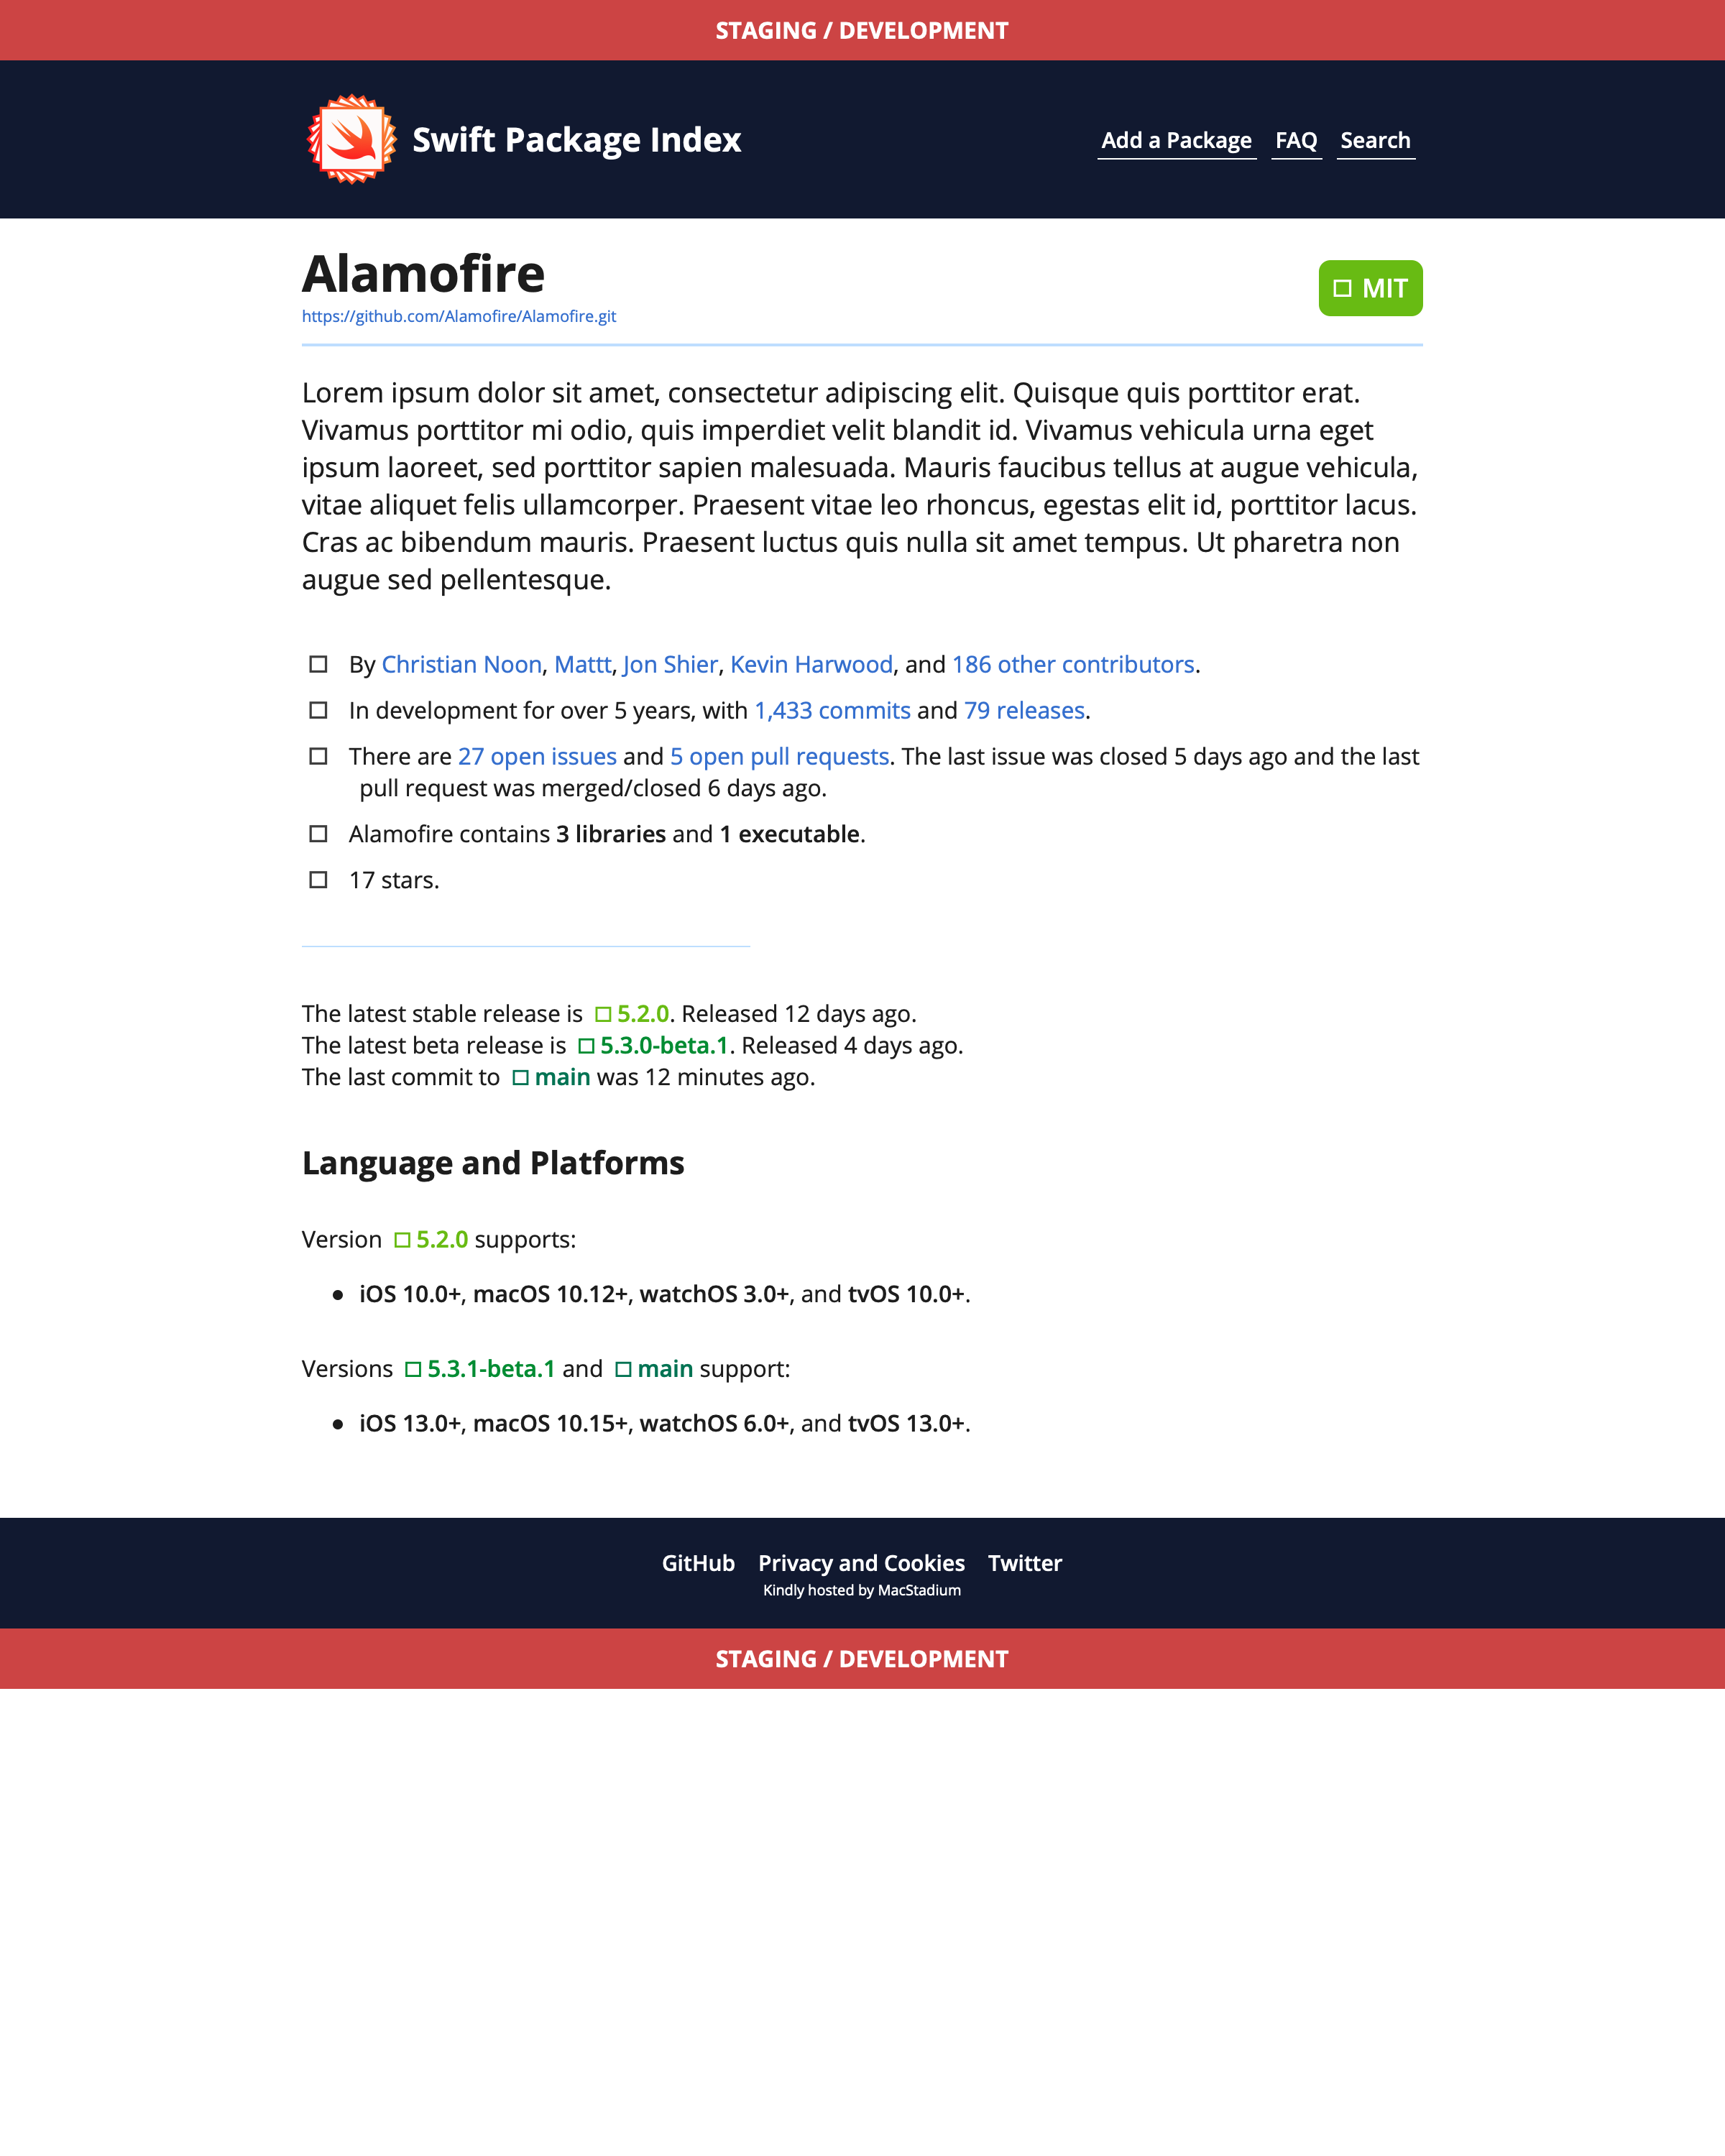 STAGING / DEVELOPMENT
Swift Package Index
Add a Package FAQ Search
Alamofire
MIT
https://github.com/Alamofire/Alamofire.git
Lorem ipsum dolor sit amet, consectetur adipiscing elit. Quisque quis porttitor erat.
Vivamus porttitor mi odio, quis imperdiet velit blandit id. Vivamus vehicula urna eget
ipsum laoreet, sed porttitor sapien malesuada. Mauris faucibus tellus at augue vehicula,
vitae aliquet felis ullamcorper. Praesent vitae leo rhoncus, egestas elit id, porttitor lacus.
Cras ac bibendum mauris. Praesent luctus quis nulla sit amet tempus. Ut pharetra non
augue sed pellentesque.
By Christian Noon, Mattt, Jon Shier, Kevin Harwood, and 186 other contributors.
In development for over 5 years, with 1,433 commits and 79 releases.
There are 27 open issues and 5 open pull requests. The last issue was closed 5 days ago and the last
pull request was merged/closed 6 days ago.
Alamofire contains 3 libraries and 1 executable.
17 stars.
The latest stable release is 5.2.0. Released 12 days ago.
The latest beta release is 5.3.0-beta.1. Released 4 days ago.
The last commit to main was 12 minutes ago.
Language and Platforms
Version 5.2.0 supports:
• iOS 10.0+, macOS 10.12+, watchOS 3.0+, and tvOS 10.0+.
Versions 5.3.1-beta.1 and main support:
• iOS 13.0+, macOS 10.15+, watchOS 6.0+, and tvOS 13.0+.
GitHub Privacy and Cookies Twitter
Kindly hosted by MacStadium
STAGING / DEVELOPMENT